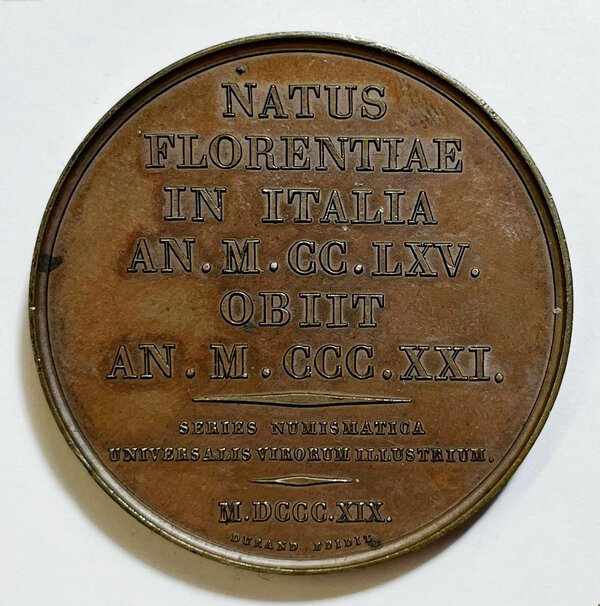 NATUS
FLORENTIAE
IN ITALIA
AN. M. CC. LXV.
OBIIT
AN. M. CCC. XXI.
SERIES NUMISMATICA
UNIVERSALIS VIRORUM ILLUSTRIUM.
M. DCCC. XIX.
DURAND EDIDIT